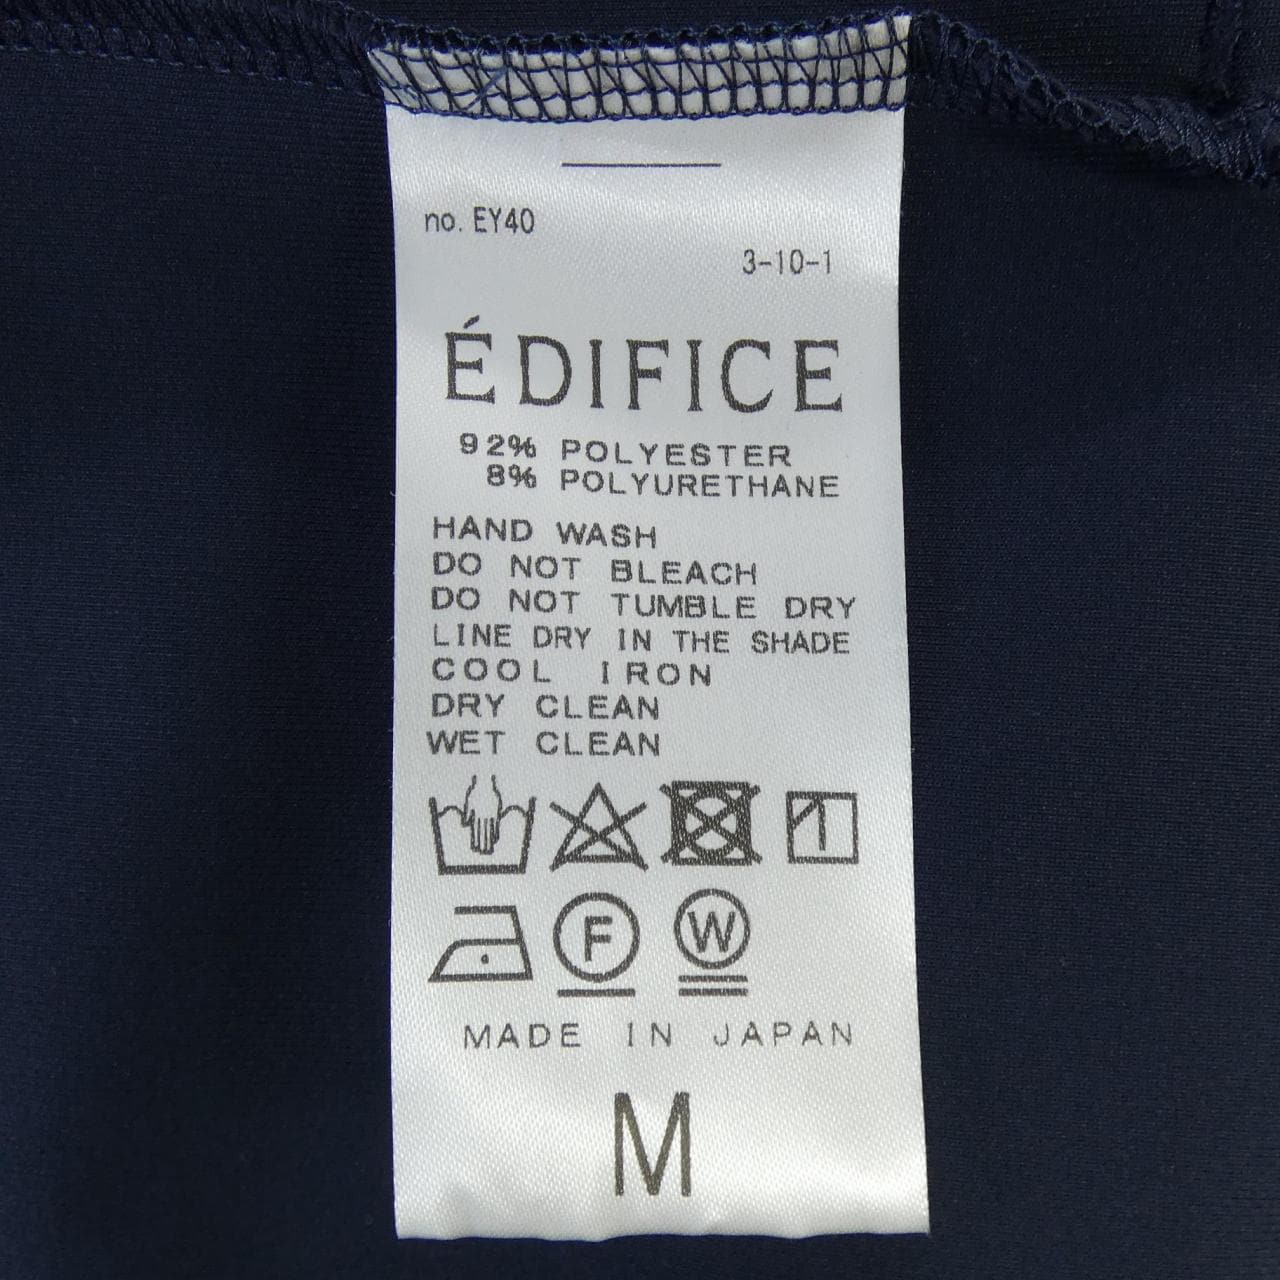 no. EY40
3-10-1
ÉDIFICE
92% POLYESTER
8% POLYURETHANE
HAND WASH
DO NOT BLEACH
DO NOT TUMBLE DRY
LINE DRY IN THE SHADE
COOL IRON
DRY CLEAN
WET CLEAN
F W
MADE IN JAPAN
M